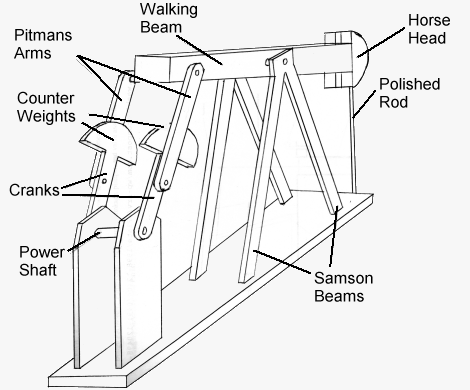 Walking
Beam
Horse
Head
Pitmans
Arms
Polished
Rod
Counter
Weights
Cranks
Power
Shaft
Samson
Beams